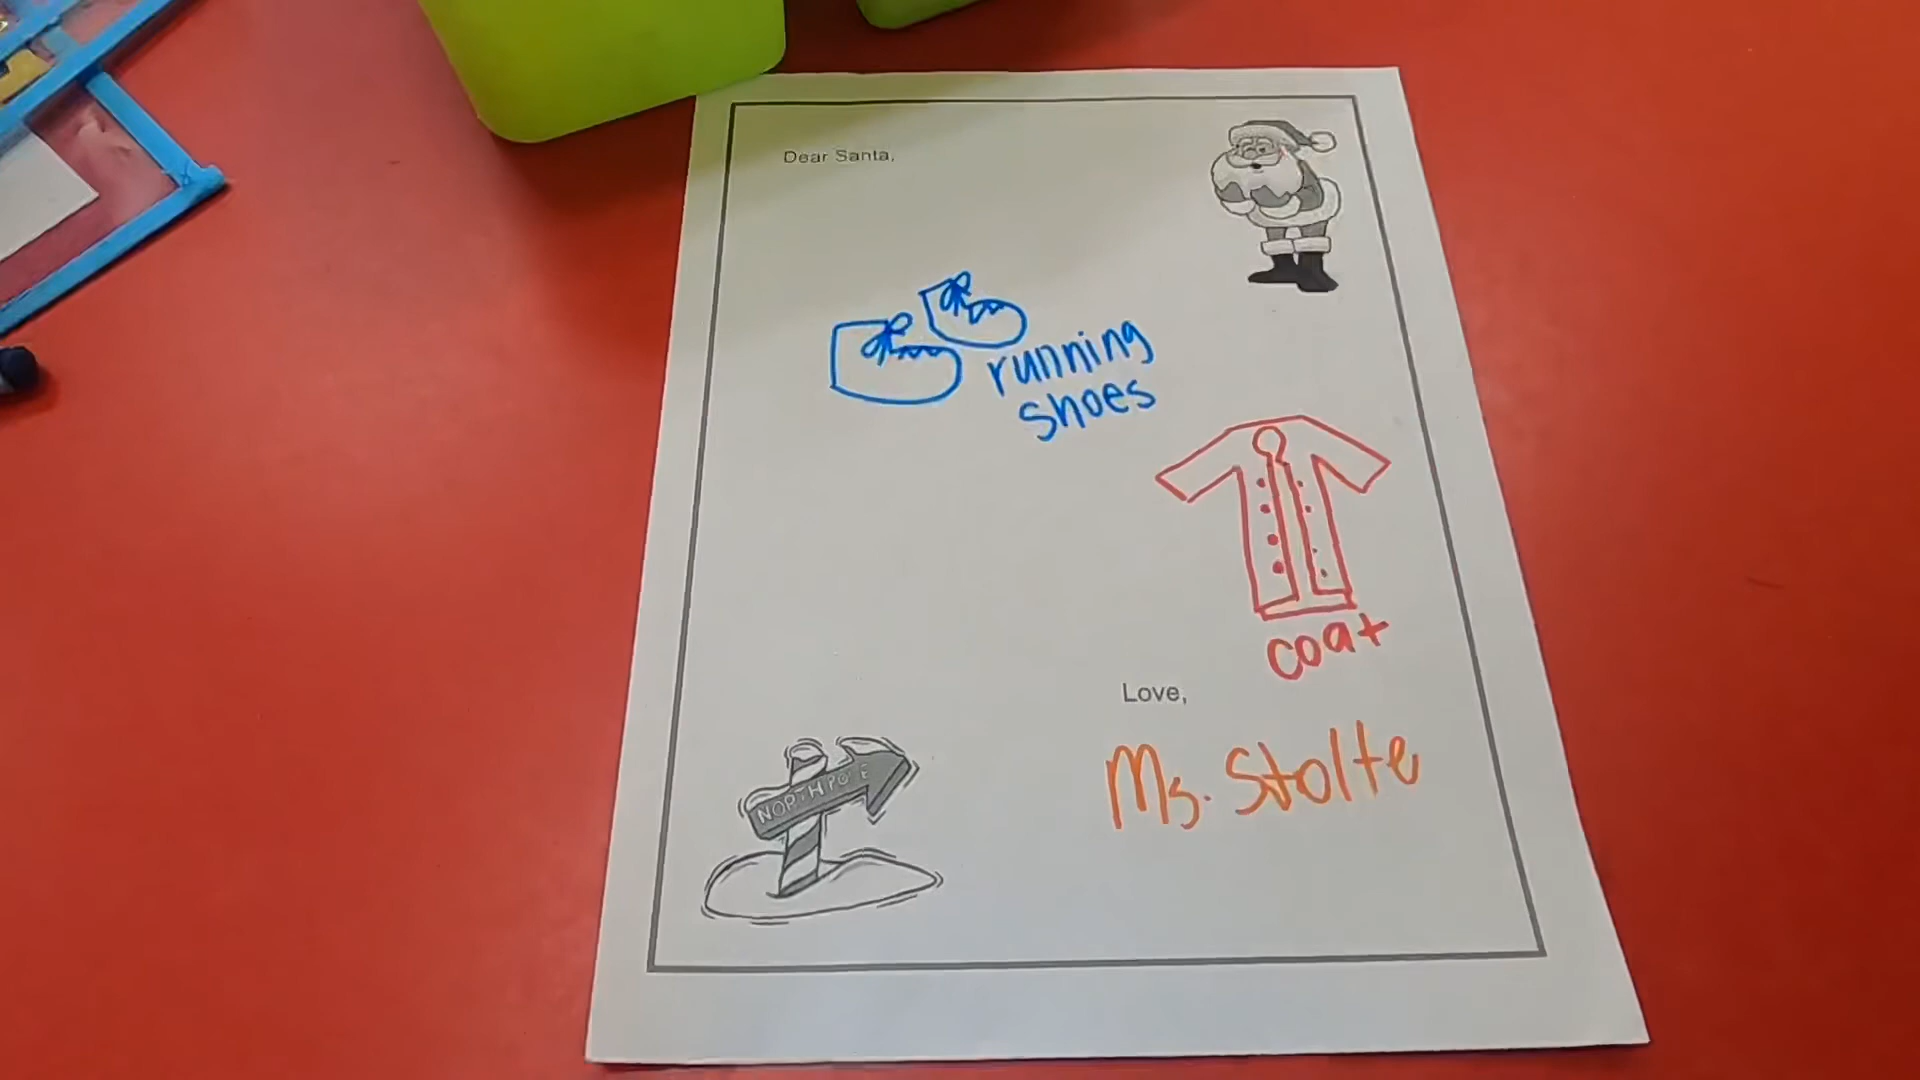 Dear Santa,
running
shoes
coat
Love,
Ms. Stolte
NORTH POLE